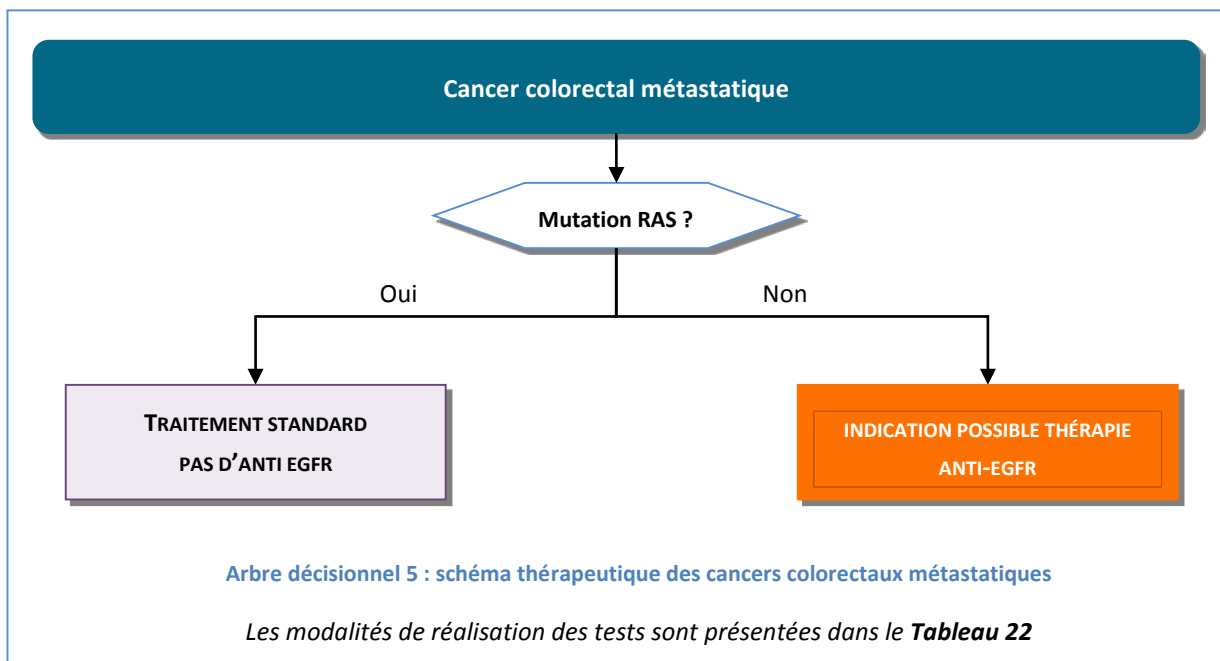 Cancer colorectal métastatique
Mutation RAS ?
Oui
Non
TRAITEMENT STANDARD
PAS D'ANTI EGFR
INDICATION POSSIBLE THÉRAPIE
ANTI-EGFR
Arbre décisionnel 5 : schéma thérapeutique des cancers colorectaux métastatiques
Les modalités de réalisation des tests sont présentées dans le Tableau 22